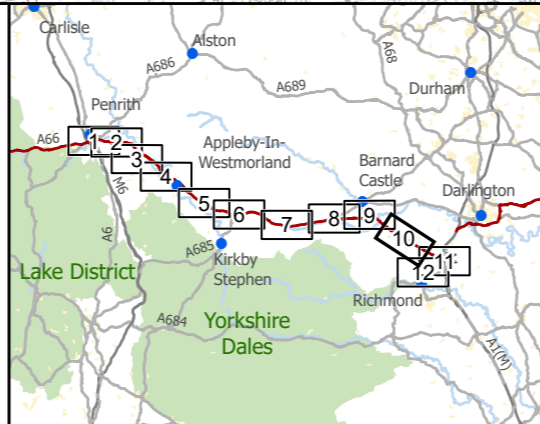 Carlisle
Alston
A68
A686
A689
Durham
Penrith
A66
1
2
3
Appleby-In-
Westmorland
Barnard
Castle
4
M6
Darlington
5
6
7
8
9
10
11
12
A6
A685
Kirkby
Stephen
Lake District
Richmond
A684
Yorkshire
Dales
A1(M)